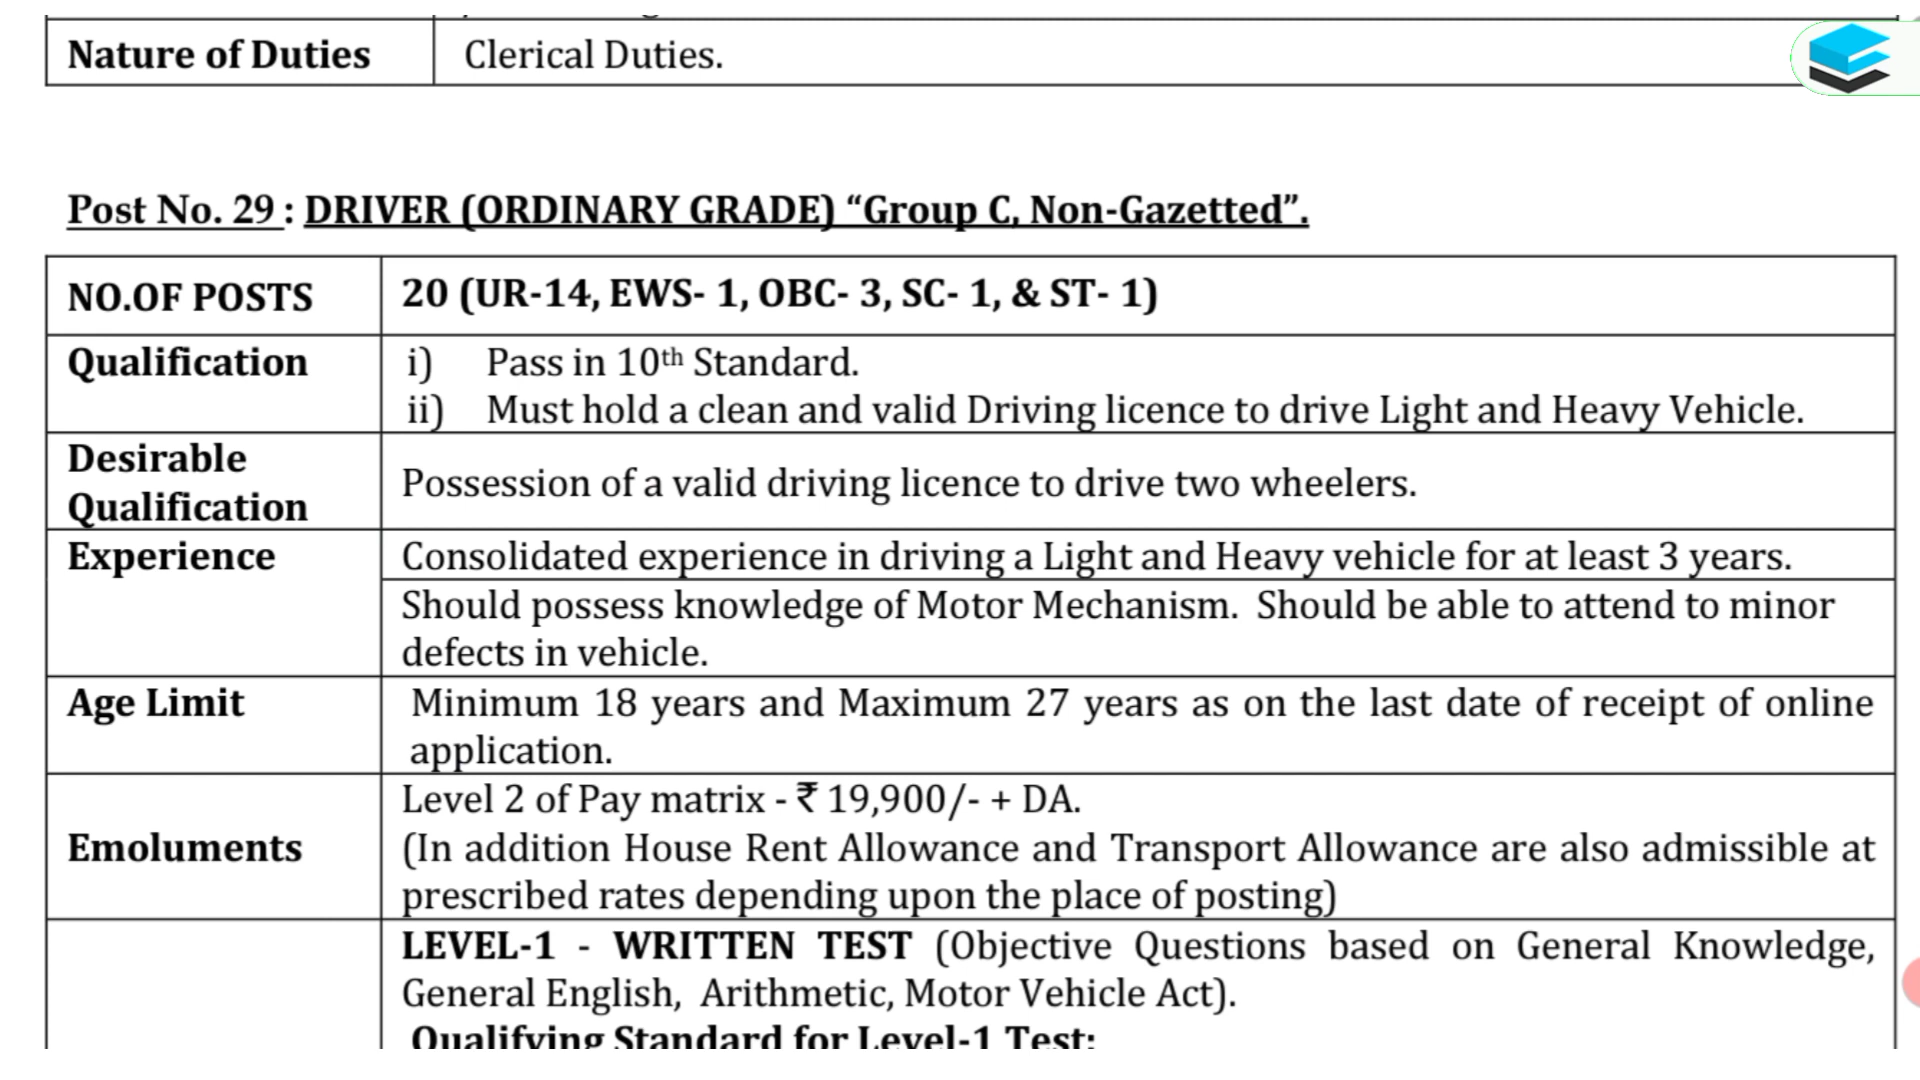 Nature of Duties
Clerical Duties.
Post No. 29 : DRIVER (ORDINARY GRADE) “Group C, Non-Gazetted”.
NO.OF POSTS
20 (UR-14, EWS- 1, OBC- 3, SC- 1, & ST- 1)
Qualification
i) Pass in 10th Standard.
ii) Must hold a clean and valid Driving licence to drive Light and Heavy Vehicle.
Desirable
Qualification
Possession of a valid driving licence to drive two wheelers.
Experience
Consolidated experience in driving a Light and Heavy vehicle for at least 3 years.
Should possess knowledge of Motor Mechanism.  Should be able to attend to minor
defects in vehicle.
Age Limit
Minimum 18 years and Maximum 27 years as on the last date of receipt of online
application.
Emoluments
Level 2 of Pay matrix - ₹ 19,900/- + DA.
(In addition House Rent Allowance and Transport Allowance are also admissible at
prescribed rates depending upon the place of posting)
LEVEL-1 - WRITTEN TEST (Objective Questions based on General Knowledge,
General English,  Arithmetic, Motor Vehicle Act).
Qualifying Standard for Level-1 Test: